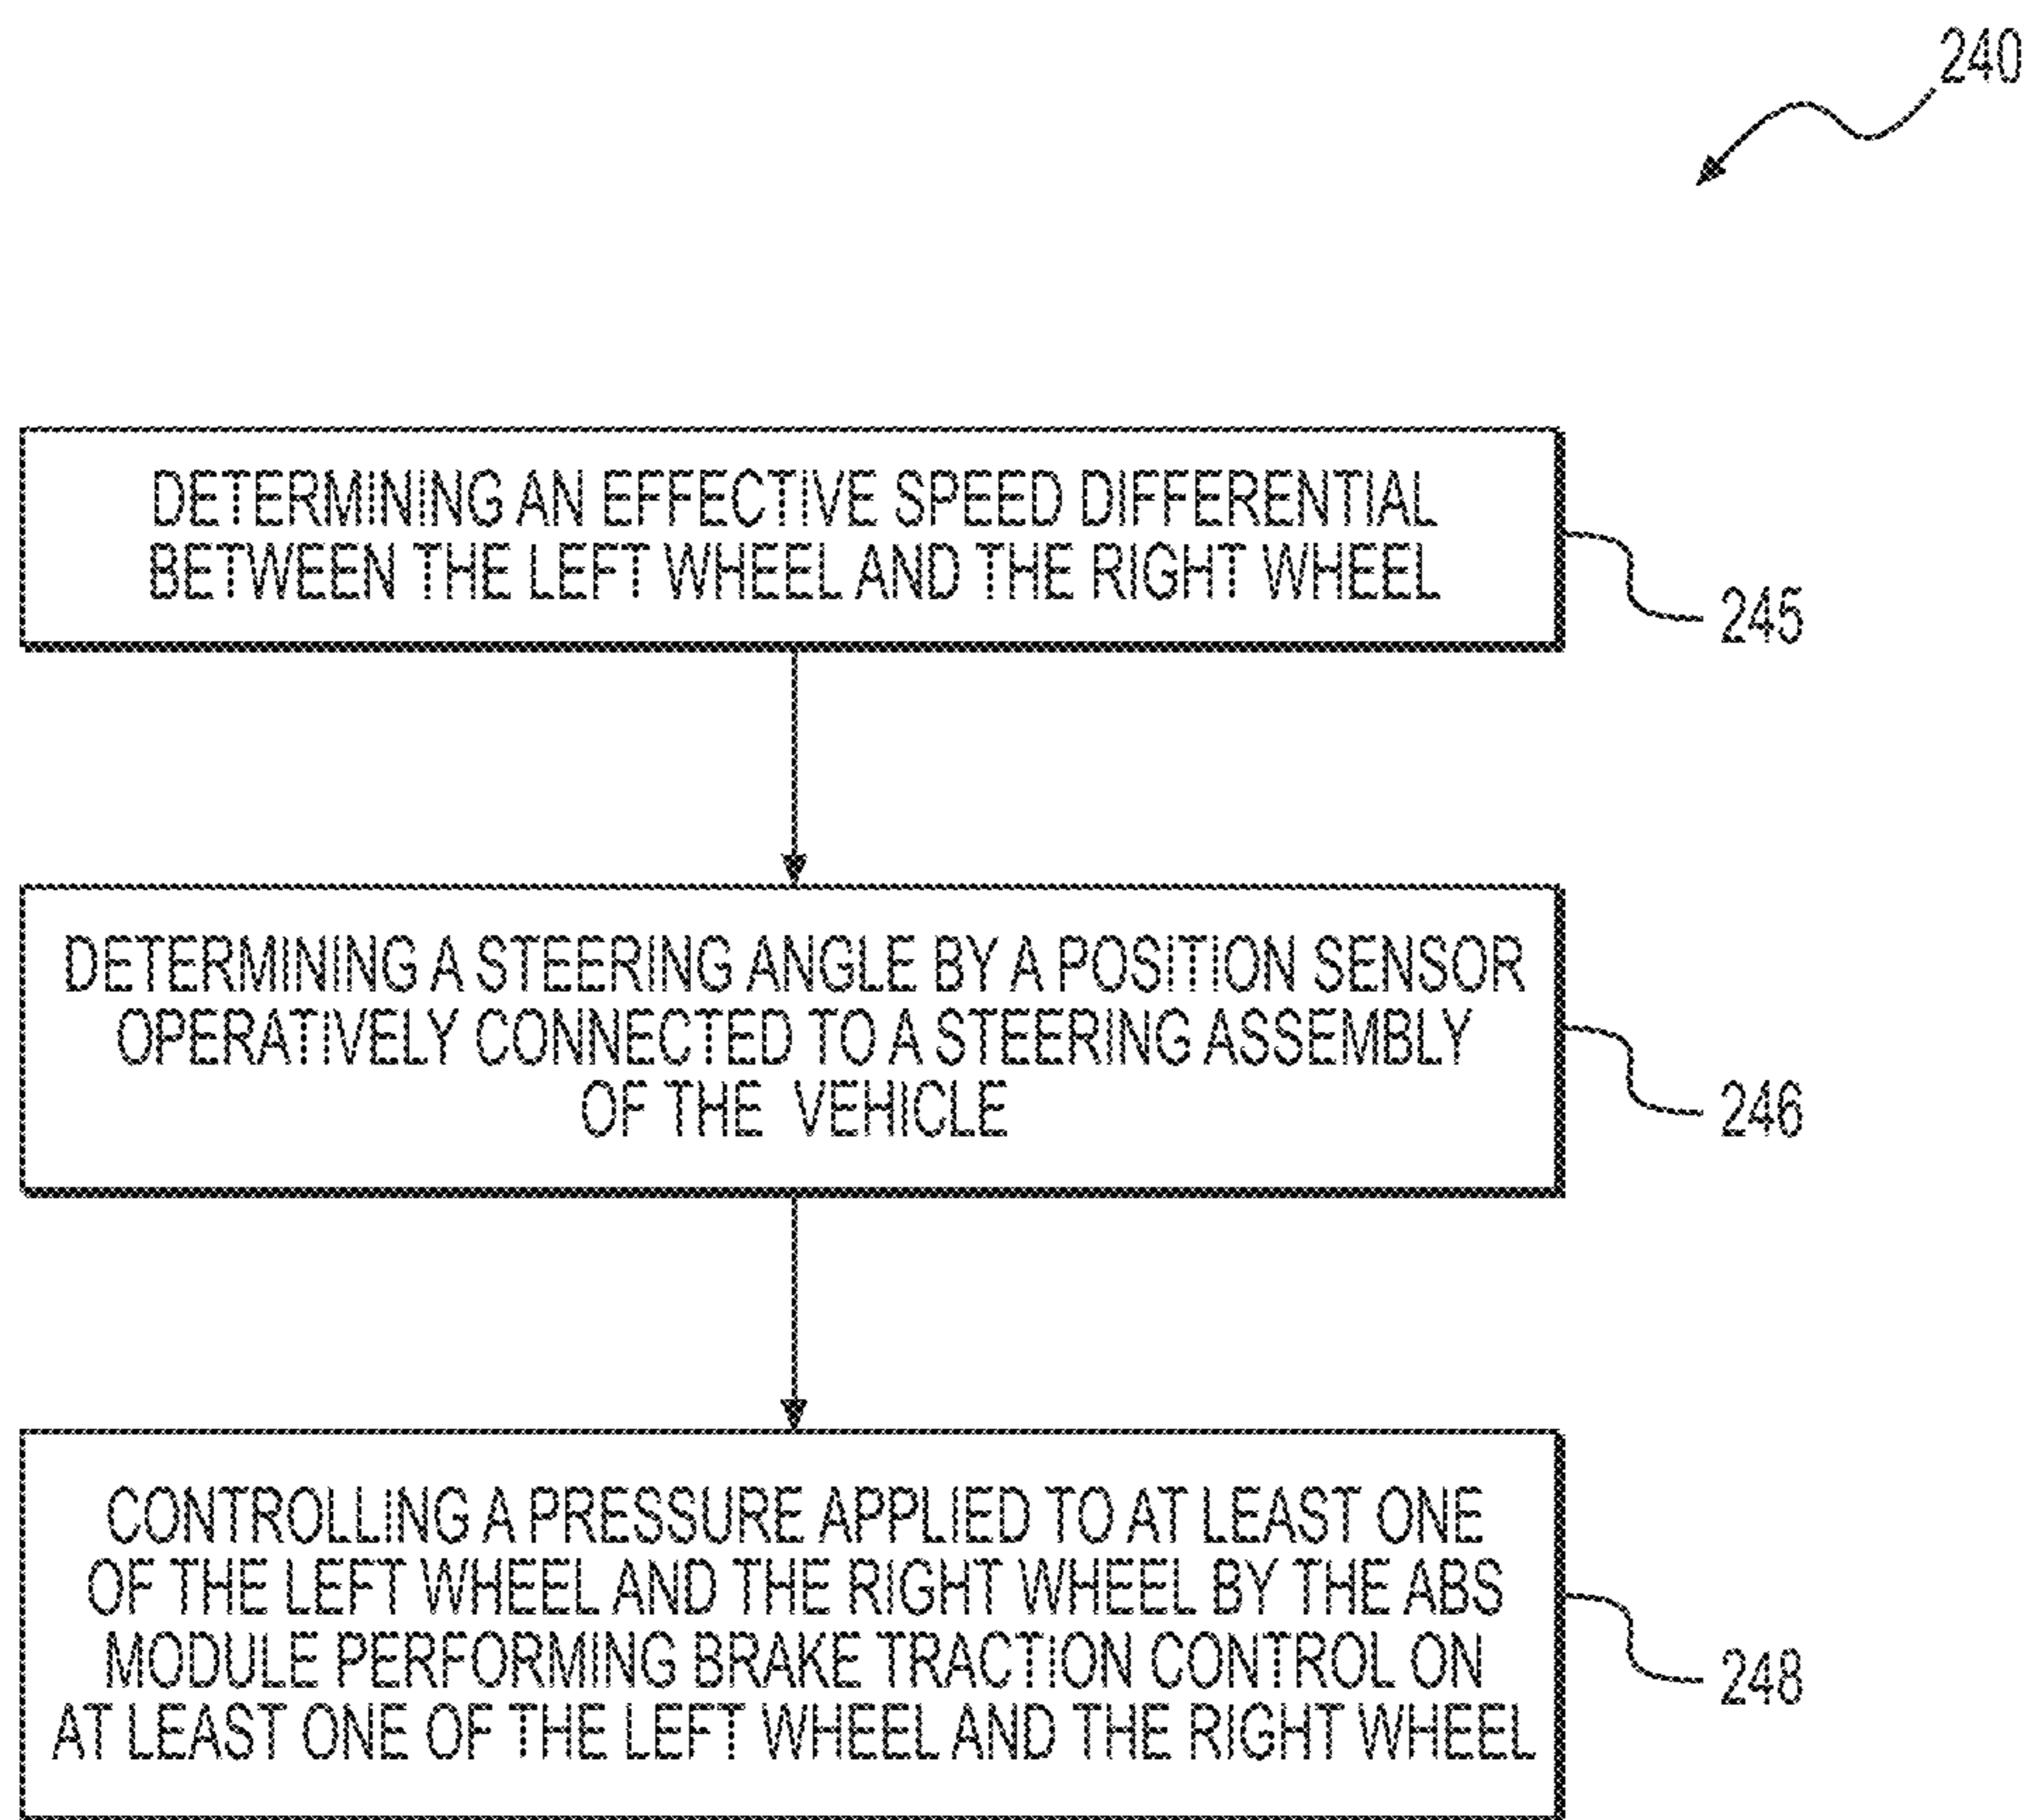 240
DETERMINING AN EFFECTIVE SPEED DIFFERENTIAL
BETWEEN THE LEFT WHEEL AND THE RIGHT WHEEL
245
DETERMINING A STEERING ANGLE BY A POSITION SENSOR
OPERATIVELY CONNECTED TO A STEERING ASSEMBLY
OF THE VEHICLE
246
CONTROLLING A PRESSURE APPLIED TO AT LEAST ONE
OF THE LEFT WHEEL AND THE RIGHT WHEEL BY THE ABS
MODULE PERFORMING BRAKE TRACTION CONTROL ON
AT LEAST ONE OF THE LEFT WHEEL AND THE RIGHT WHEEL
248